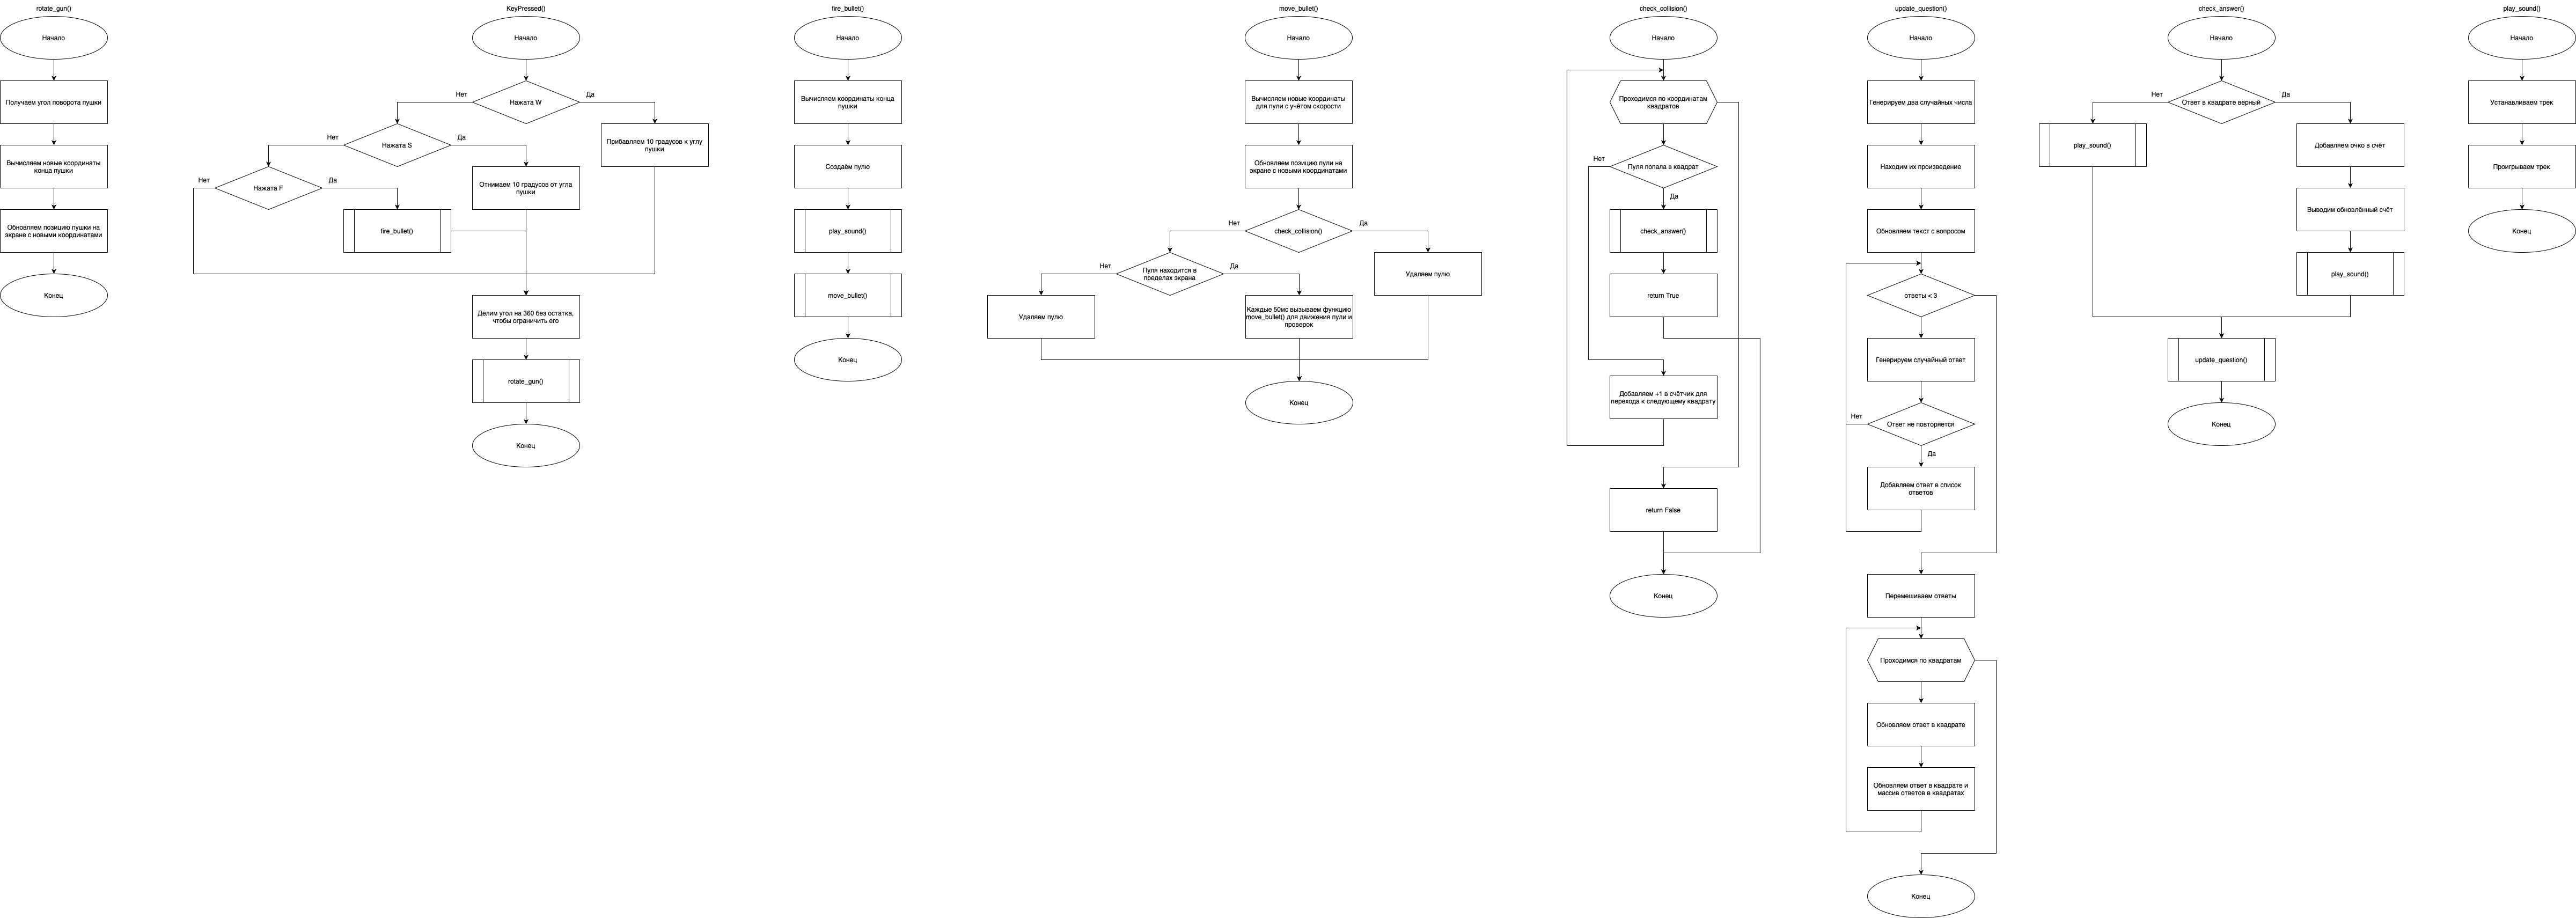 rotate_gun()
Начало
Получаем угол поворота пушки
Вычисляем новые координаты
конца пушки
Обновляем позицию пушки на
экране с новыми координатами
Конец
KeyPressed()
Начало
Нажата W
Нет
Да
Прибавляем 10 градусов к углу
пушки
Нажата S
Нет
Да
Отнимаем 10 градусов от угла
пушки
Нажата F
Нет
Да
fire_bullet()
Делим угол на 360 без остатка,
чтобы ограничить его
rotate_gun()
Конец
fire_bullet()
Начало
Вычисляем координаты конца
пушки
Создаём пулю
play_sound()
move_bullet()
Конец
move_bullet()
Начало
Вычисляем новые координаты
для пули с учётом скорости
Обновляем позицию пули на
экране с новыми координатами
check_collision()
Нет
Да
Удаляем пулю
Пуля находится в
пределах экрана
Нет
Да
Удаляем пулю
Каждые 50мс вызываем функцию
move_bullet() для движения пули и
проверок
Конец
check_collision()
Начало
Проходимся по координатам
квадратов
Пуля попала в квадрат
Нет
Да
check_answer()
return True
Добавляем +1 в счётчик для
перехода к следующему квадрату
return False
Конец
update_question()
Начало
Генерируем два случайных числа
Находим их произведение
Обновляем текст с вопросом
ответы < 3
Генерируем случайный ответ
Ответ не повторяется
Нет
Да
Добавляем ответ в список
ответов
Перемешиваем ответы
Проходимся по квадратам
Обновляем ответ в квадрате
Обновляем ответ в квадрате и
массив ответов в квадратах
Конец
check_answer()
Начало
Ответ в квадрате верный
Нет
Да
play_sound()
Добавляем очко в счёт
Выводим обновлённый счёт
play_sound()
update_question()
Конец
play_sound()
Начало
Устанавливаем трек
Проигрываем трек
Конец